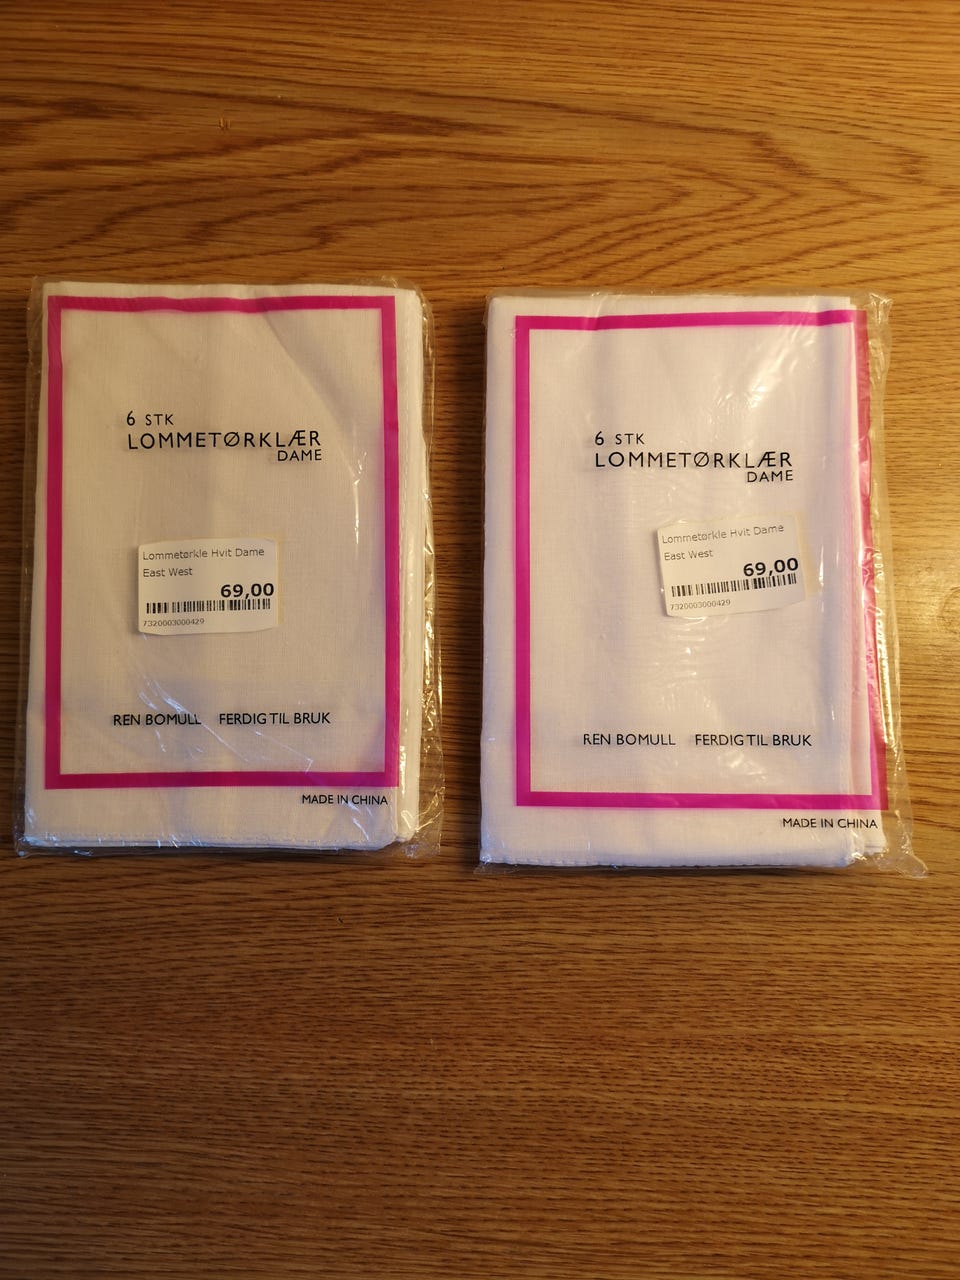 6 STK
LOMMETØRKLÆR
DAME
Lommetørkle Hvit Dame
East West
69,00
7320003000429
REN BOMULL FERDIG TIL BRUK
MADE IN CHINA
6 STK
LOMMETØRKLÆR
DAME
Lommetørkle Hvit Dame
East West
69,00
7320003000429
REN BOMULL FERDIG TIL BRUK
MADE IN CHINA